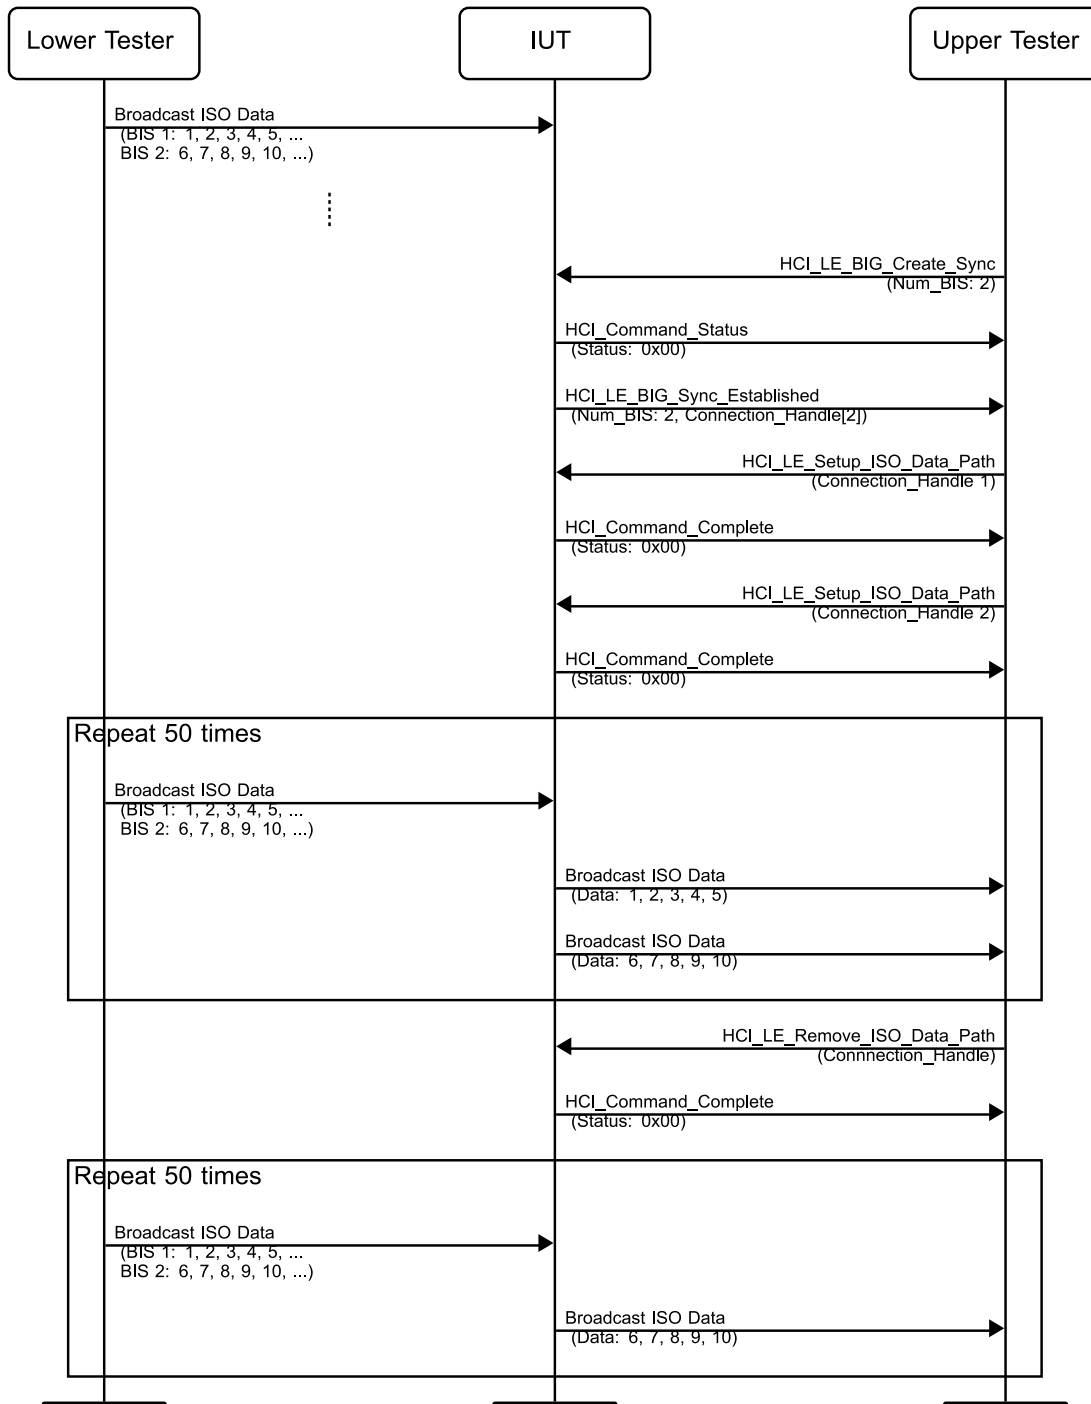 Lower Tester
IUT
Upper Tester
Broadcast ISO Data
(BIS 1: 1, 2, 3, 4, 5, ...
BIS 2: 6, 7, 8, 9, 10, ...)
HCI_LE_BIG_Create_Sync
(Num_BIS: 2)
HCI_Command_Status
(Status: 0x00)
HCI_LE_BIG_Sync_Established
(Num_BIS: 2, Connection_Handle[2])
HCI_LE_Setup_ISO_Data_Path
(Connection_Handle 1)
HCI_Command_Complete
(Status: 0x00)
HCI_LE_Setup_ISO_Data_Path
(Connection_Handle 2)
HCI_Command_Complete
(Status: 0x00)
Repeat 50 times
Broadcast ISO Data
(BIS 1: 1, 2, 3, 4, 5, ...
BIS 2: 6, 7, 8, 9, 10, ...)
Broadcast ISO Data
(Data: 1, 2, 3, 4, 5)
Broadcast ISO Data
(Data: 6, 7, 8, 9, 10)
HCI_LE_Remove_ISO_Data_Path
(Connnection_Handle)
HCI_Command_Complete
(Status: 0x00)
Repeat 50 times
Broadcast ISO Data
(BIS 1: 1, 2, 3, 4, 5, ...
BIS 2: 6, 7, 8, 9, 10, ...)
Broadcast ISO Data
(Data: 6, 7, 8, 9, 10)